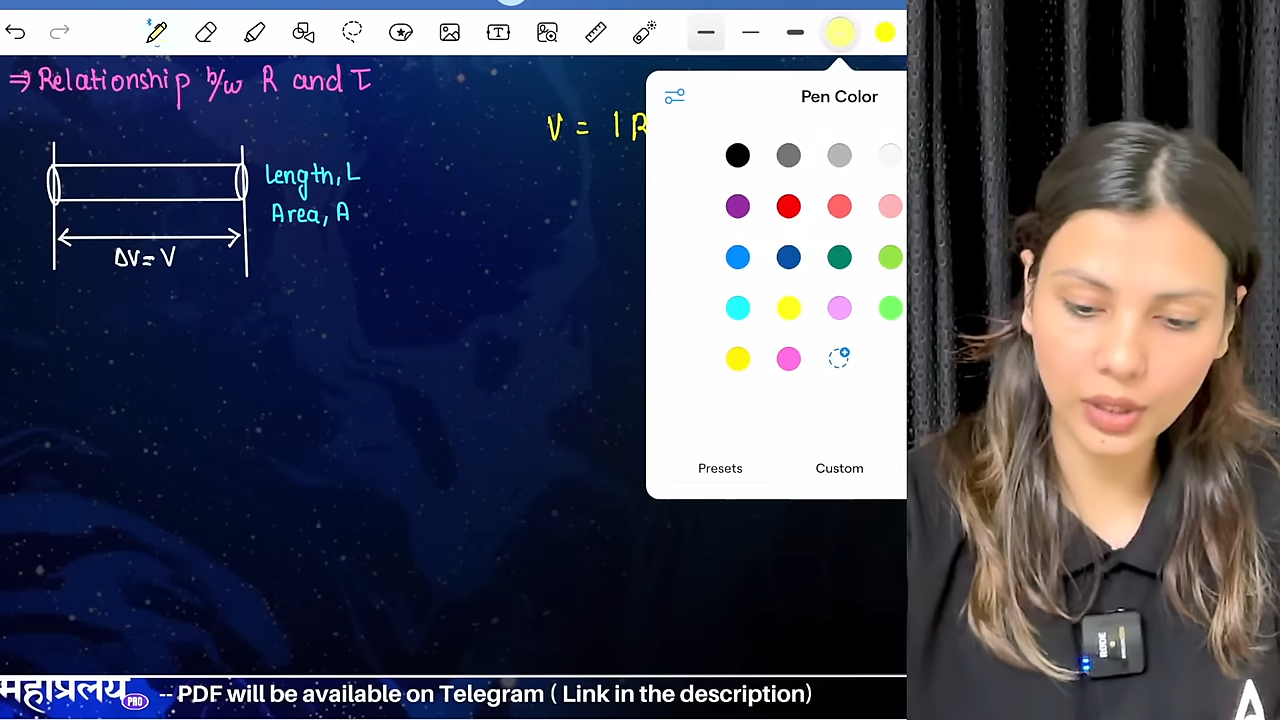 ⇒ Relationship b/w R and τ
V = IR
Length, L
Area, A
ΔV = V
Pen Color
Presets
Custom
महाप्रलय PRO -- PDF will be available on Telegram ( Link in the description)
RODE